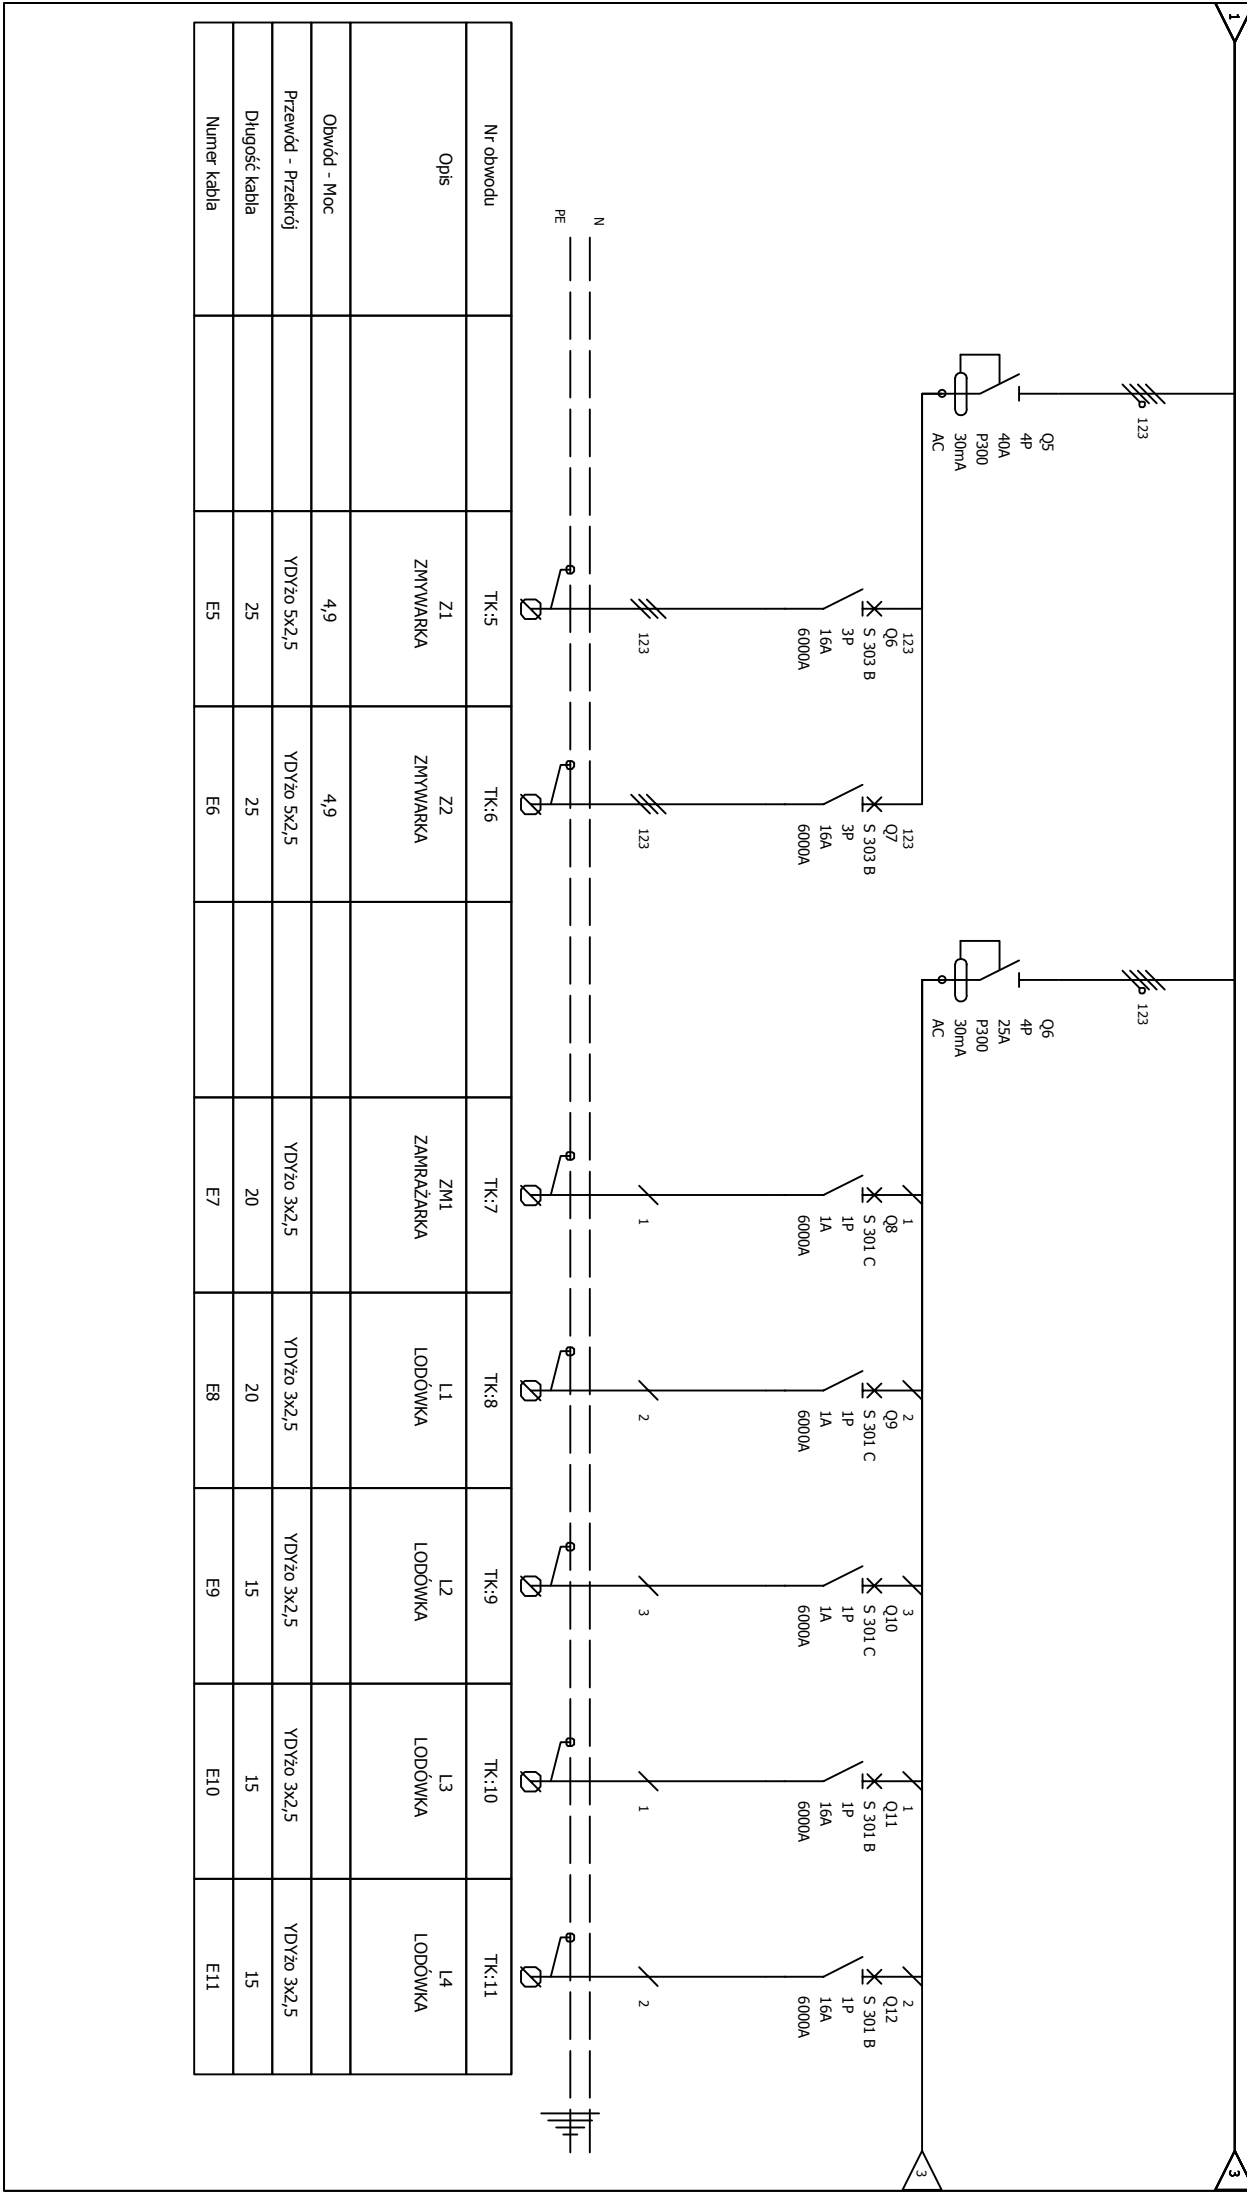 1
3
123
Q5
4P
40A
P300
30mA
AC
123
Q6
4P
25A
P300
30mA
AC
3
123
Q6
S 303 B
3P
16A
6000A
123
Q7
S 303 B
3P
16A
6000A
1
Q8
S 301 C
1P
1A
6000A
2
Q9
S 301 C
1P
1A
6000A
3
Q10
S 301 C
1P
1A
6000A
1
Q11
S 301 B
1P
16A
6000A
2
Q12
S 301 B
1P
16A
6000A
123
123
1
2
3
1
2
N
PE
Nr obwodu TK:5 TK:6 TK:7 TK:8 TK:9 TK:10 TK:11
Opis
Z1 Z2 ZM1 L1 L2 L3 L4
ZMYWARKA ZMYWARKA ZAMRAŻARKA LODÓWKA LODÓWKA LODÓWKA LODÓWKA
Obwód - Moc 4,9 4,9
Przewód - Przekrój YDYżo 5x2,5 YDYżo 5x2,5 YDYżo 3x2,5 YDYżo 3x2,5 YDYżo 3x2,5 YDYżo 3x2,5 YDYżo 3x2,5
Długość kabla 25 25 20 20 15 15 15
Numer kabla E5 E6 E7 E8 E9 E10 E11